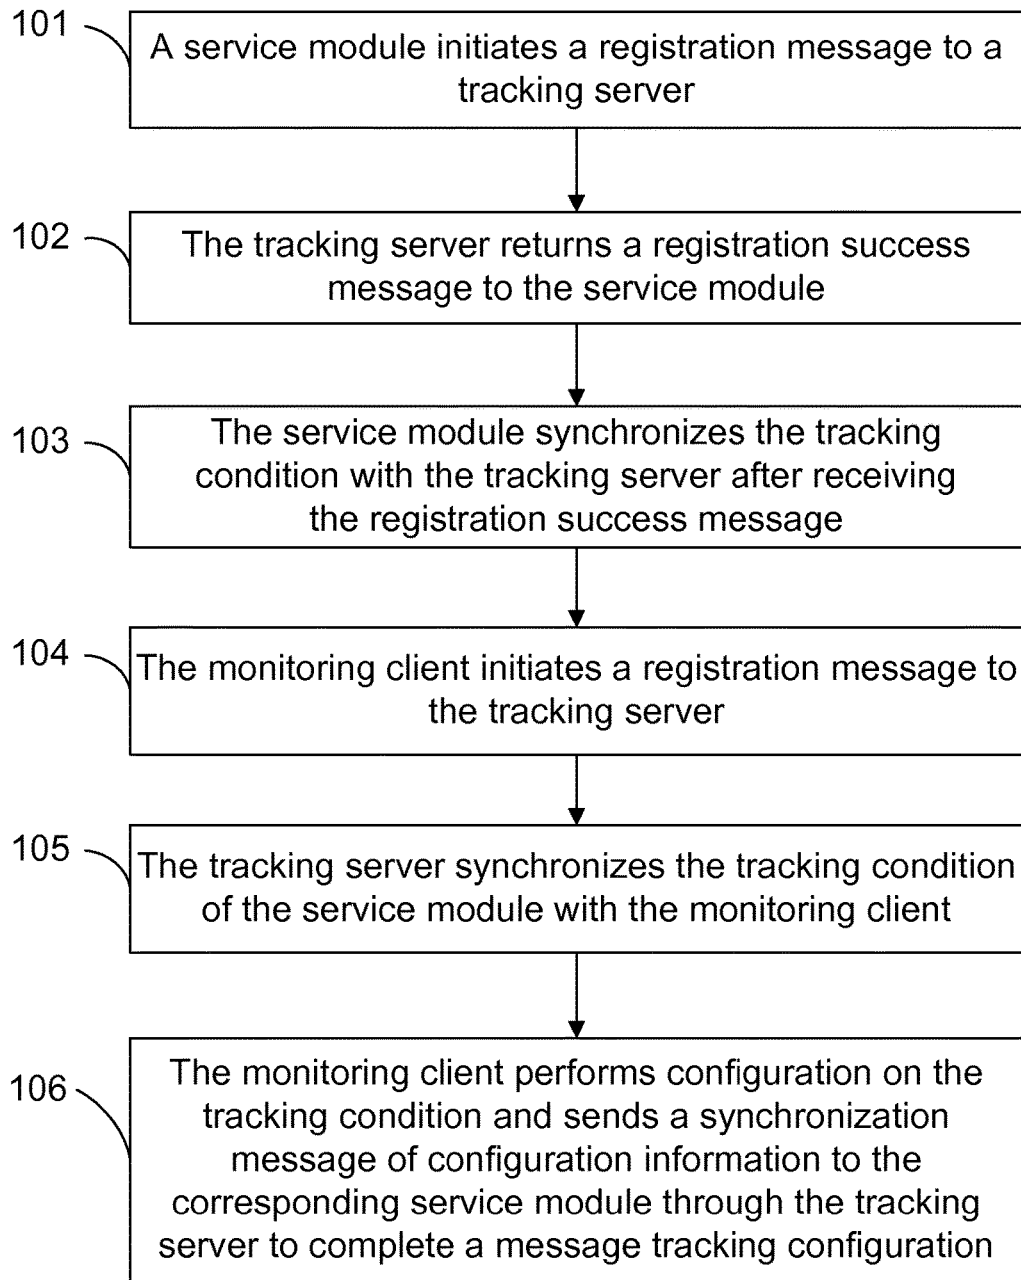 101
A service module initiates a registration message to a
tracking server
102
The tracking server returns a registration success
message to the service module
103
The service module synchronizes the tracking
condition with the tracking server after receiving
the registration success message
104
The monitoring client initiates a registration message to
the tracking server
105
The tracking server synchronizes the tracking condition
of the service module with the monitoring client
106
The monitoring client performs configuration on the
tracking condition and sends a synchronization
message of configuration information to the
corresponding service module through the tracking
server to complete a message tracking configuration